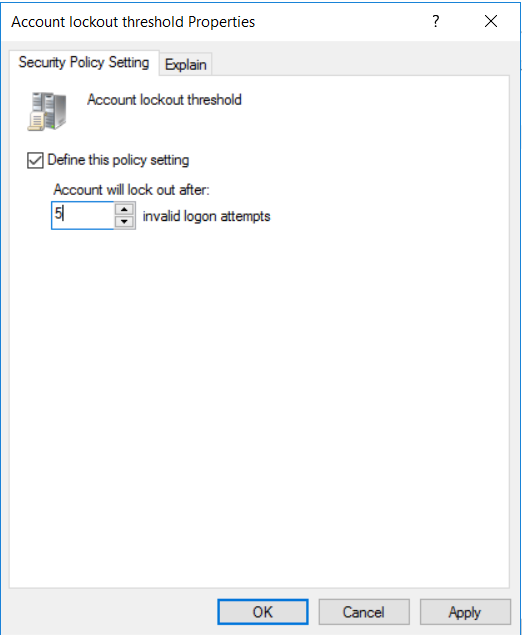 Account lockout threshold Properties
?
Security Policy Setting
Explain
Account lockout threshold
Define this policy setting
Account will lock out after:
5 invalid logon attempts
OK Cancel Apply